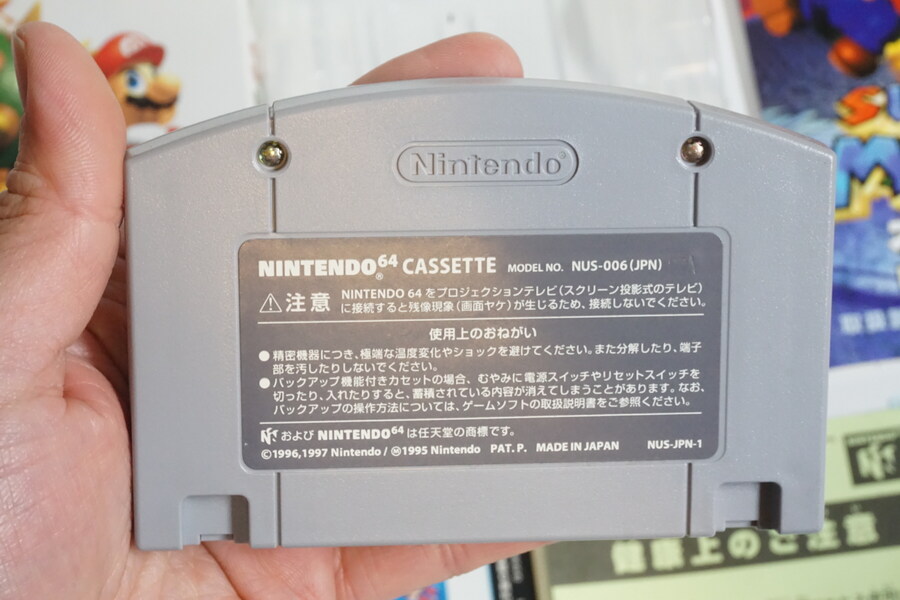 Nintendo®
NINTENDO64® CASSETTE MODEL NO. NUS-006(JPN)
⚠注意 NINTENDO 64 をプロジェクションテレビ(スクリーン投影式のテレビ)
に接続すると残像現象(画面ヤケ)が生じるため、接続しないでください。
使用上のおねがい
●精密機器につき、極端な温度変化やショックを避けてください。また分解したり、端子
部を汚したりしないでください。
●バックアップ機能付きカセットの場合、むやみに電源スイッチやリセットスイッチを
切ったり、入れたりすると、蓄積されている内容が消えてしまうことがあります。なお、
バックアップの操作方法については、ゲームソフトの取扱説明書をご参照ください。
および NINTENDO64 は任天堂の商標です。
©1996,1997 Nintendo / Ⓜ1995 Nintendo PAT. P. MADE IN JAPAN NUS-JPN-1
取扱
健康上のご注意